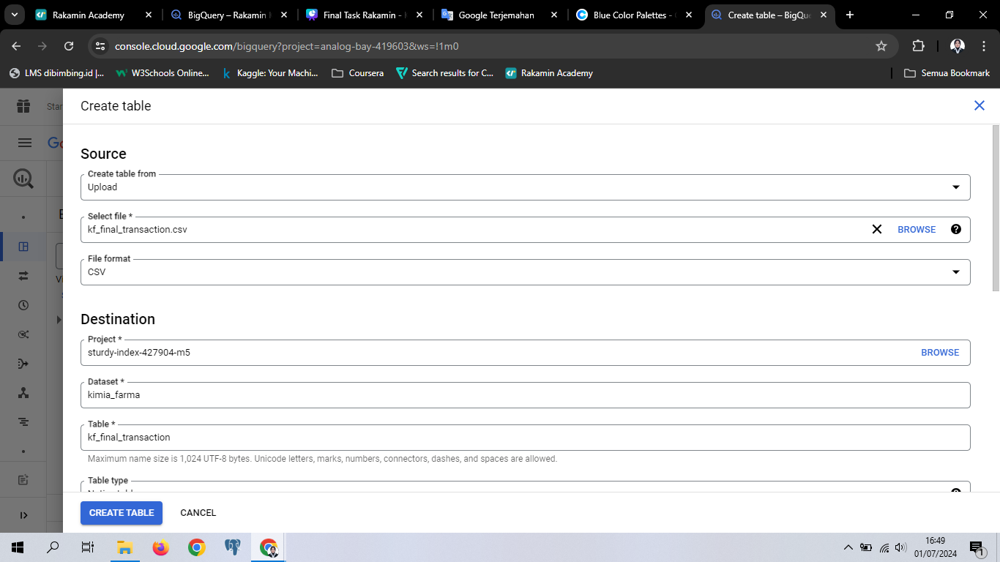 Rakamin Academy
BigQuery – Rakamin
Final Task Rakamin -
Google Terjemahan
Blue Color Palettes -
Create table – BigQue
console.cloud.google.com/bigquery?project=analog-bay-419603&ws=!1m0
LMS dibimbing.id |...
W3Schools Online...
Kaggle: Your Machi...
Coursera
Search results for C...
Rakamin Academy
Semua Bookmark
Star
Create table
Source
Create table from
Upload
Select file *
kf_final_transaction.csv
BROWSE
File format
CSV
Destination
Project *
sturdy-index-427904-m5
BROWSE
Dataset *
kimia_farma
Table *
kf_final_transaction
Maximum name size is 1,024 UTF-8 bytes. Unicode letters, marks, numbers, connectors, dashes, and spaces are allowed.
Table type
CREATE TABLE
CANCEL
16:49
01/07/2024
1